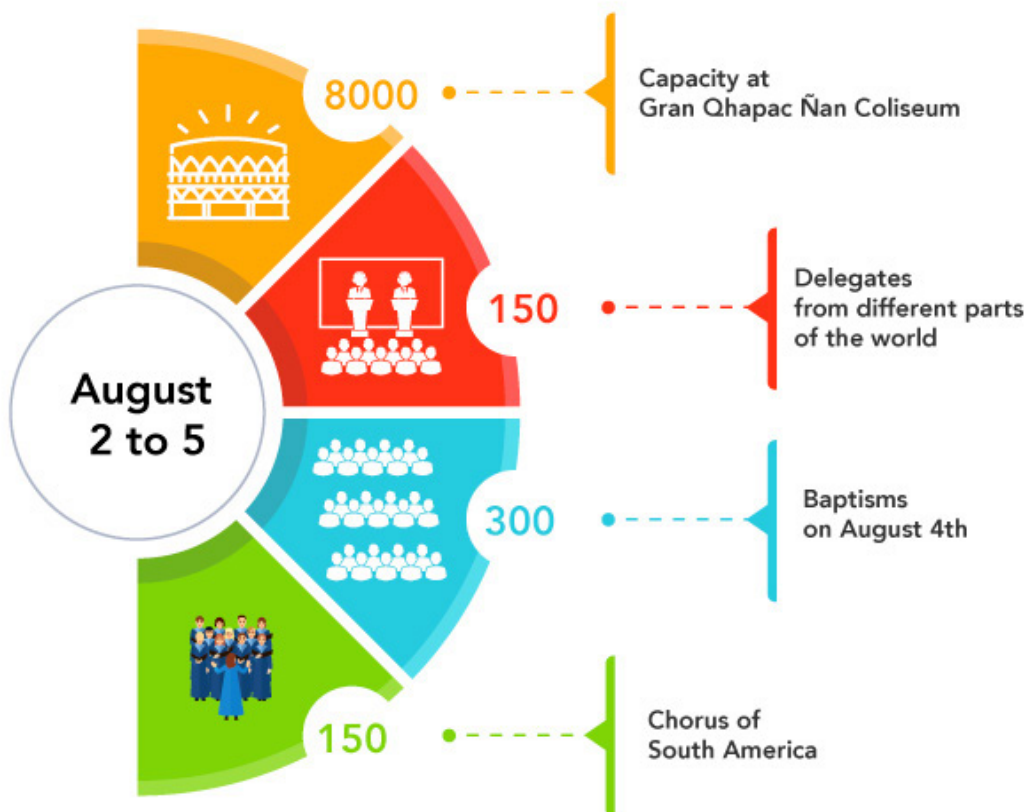 8000
Capacity at
Gran Qhapac Ñan Coliseum
150
Delegates
from different parts
of the world
August
2 to 5
300
Baptisms
on August 4th
150
Chorus of
South America